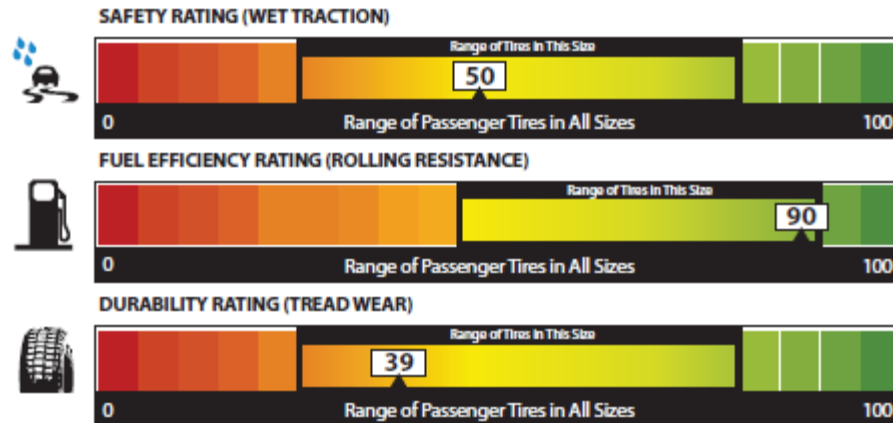 SAFETY RATING (WET TRACTION)
Range of Tires In This Size
50
0 Range of Passenger Tires in All Sizes 100
FUEL EFFICIENCY RATING (ROLLING RESISTANCE)
Range of Tires In This Size
90
0 Range of Passenger Tires in All Sizes 100
DURABILITY RATING (TREAD WEAR)
Range of Tires In This Size
39
0 Range of Passenger Tires in All Sizes 100